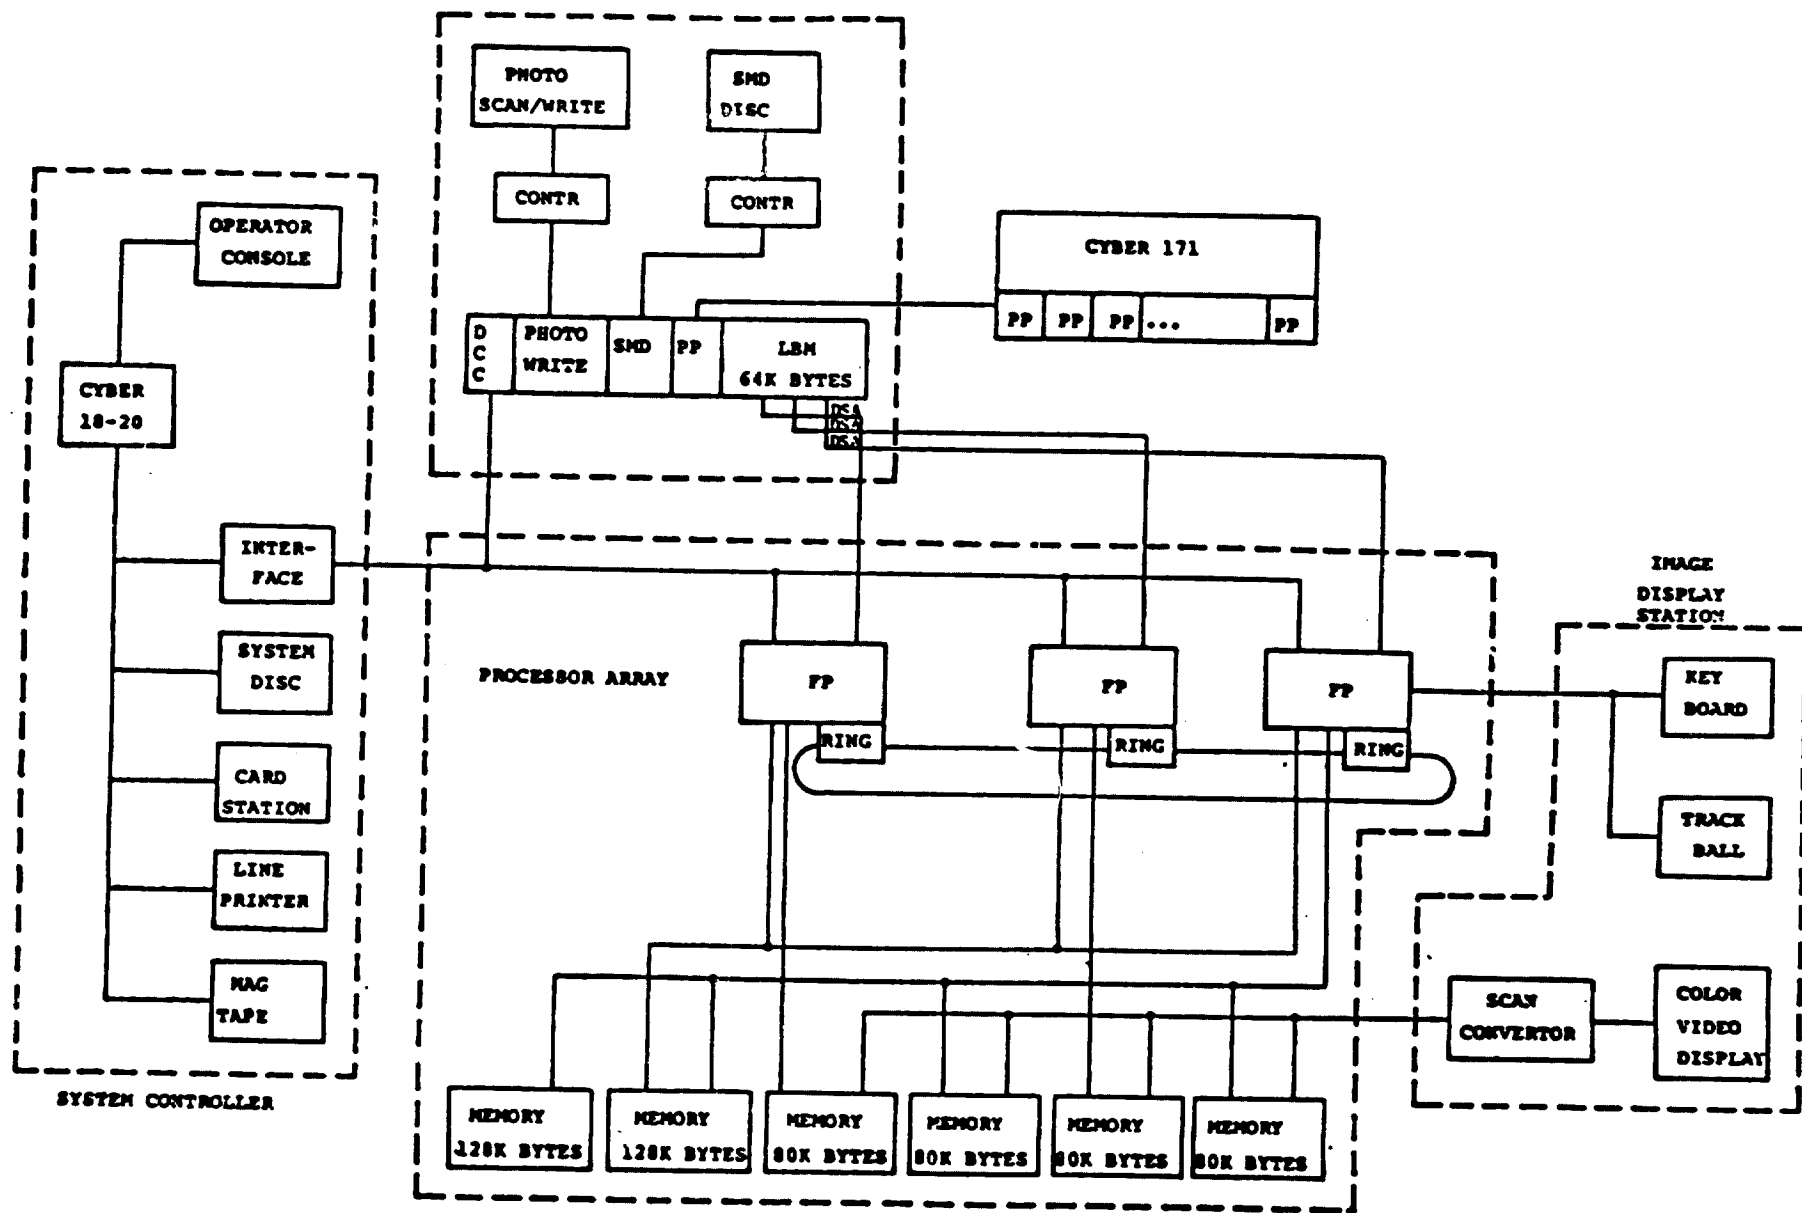 PHOTO
SCAN/WRITE
SMD
DISC
CONTR
CONTR
OPERATOR
CONSOLE
CYBER 171
PP PP PP ... PP
D
C
C
PHOTO
WRITE
SMD
PP
LBM
64K BYTES
DSA
DSA
DSA
CYBER
18-20
INTER-
FACE
SYSTEM
DISC
CARD
STATION
LINE
PRINTER
MAG
TAPE
SYSTEM CONTROLLER
PROCESSOR ARRAY
FP
FP
FP
RING
RING
RING
IMAGE
DISPLAY
STATION
KEY
BOARD
TRACK
BALL
SCAN
CONVERTOR
COLOR
VIDEO
DISPLAY
MEMORY
128K BYTES
MEMORY
128K BYTES
MEMORY
80K BYTES
MEMORY
80K BYTES
MEMORY
80K BYTES
MEMORY
80K BYTES